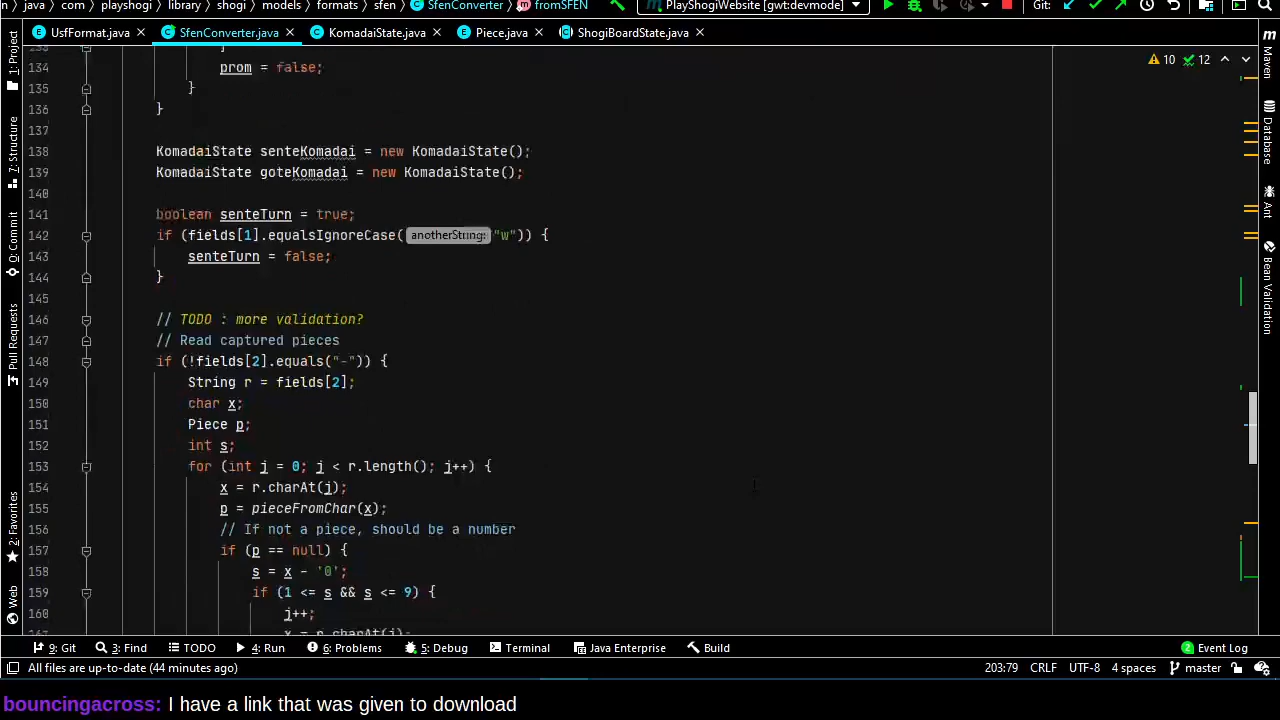 n › java › com › playshogi › library › shogi › models › formats › sfen › SfenConverter › fromSFEN PlayShogiWebsite [gwt:devmode] Git:
UsfFormat.java SfenConverter.java KomadaiState.java Piece.java ShogiBoardState.java
10 12
134 prom = false;
135 }
136 }
137
138 KomadaiState senteKomadai = new KomadaiState();
139 KomadaiState goteKomadai = new KomadaiState();
140
141 boolean senteTurn = true;
142 if (fields[1].equalsIgnoreCase( anotherString: "w")) {
143 senteTurn = false;
144 }
145
146 // TODO : more validation?
147 // Read captured pieces
148 if (!fields[2].equals("-")) {
149 String r = fields[2];
150 char x;
151 Piece p;
152 int s;
153 for (int j = 0; j < r.length(); j++) {
154 x = r.charAt(j);
155 p = pieceFromChar(x);
156 // If not a piece, should be a number
157 if (p == null) {
158 s = x - '0';
159 if (1 <= s && s <= 9) {
160 j++;
x = r.charAt(j);
1: Project
7: Structure
Commit
Pull Requests
2: Favorites
Web
Maven
Database
Ant
Bean Validation
9: Git 3: Find TODO 4: Run 6: Problems 5: Debug Terminal Java Enterprise Build 2 Event Log
All files are up-to-date (44 minutes ago) 203:79 CRLF UTF-8 4 spaces master
bouncingacross: I have a link that was given to download